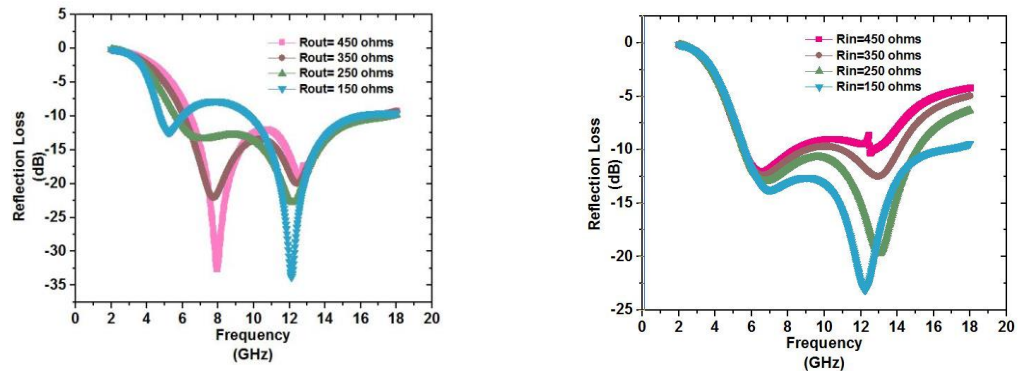 0
-5
-10
-15
-20
-25
-30
-35
Reflection Loss
(dB)
Rout= 450 ohms
Rout= 350 ohms
Rout= 250 ohms
Rout= 150 ohms
0 2 4 6 8 10 12 14 16 18 20
Frequency
(GHz)
0
-5
-10
-15
-20
-25
Reflection Loss
(dB)
Rin=450 ohms
Rin=350 ohms
Rin=250 ohms
Rin=150 ohms
0 2 4 6 8 10 12 14 16 18 20
Frequency
(GHz)